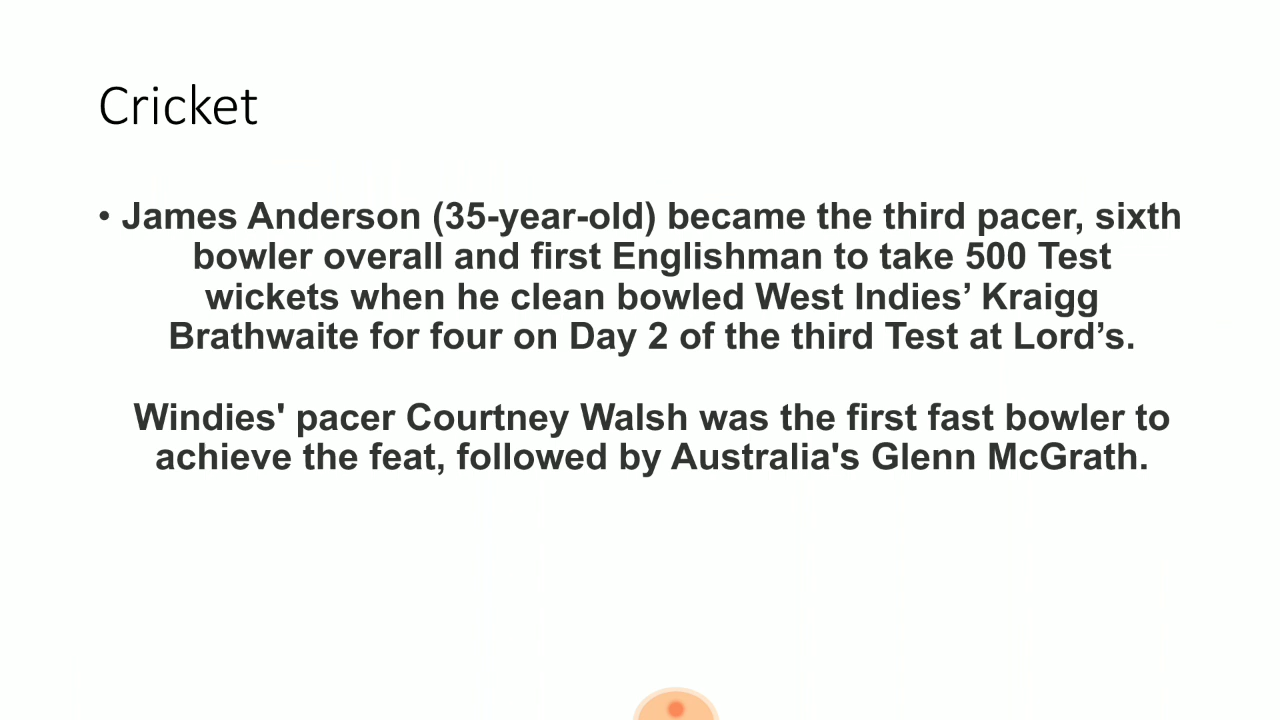 Cricket
• James Anderson (35-year-old) became the third pacer, sixth
bowler overall and first Englishman to take 500 Test
wickets when he clean bowled West Indies’ Kraigg
Brathwaite for four on Day 2 of the third Test at Lord’s.
Windies' pacer Courtney Walsh was the first fast bowler to
achieve the feat, followed by Australia's Glenn McGrath.